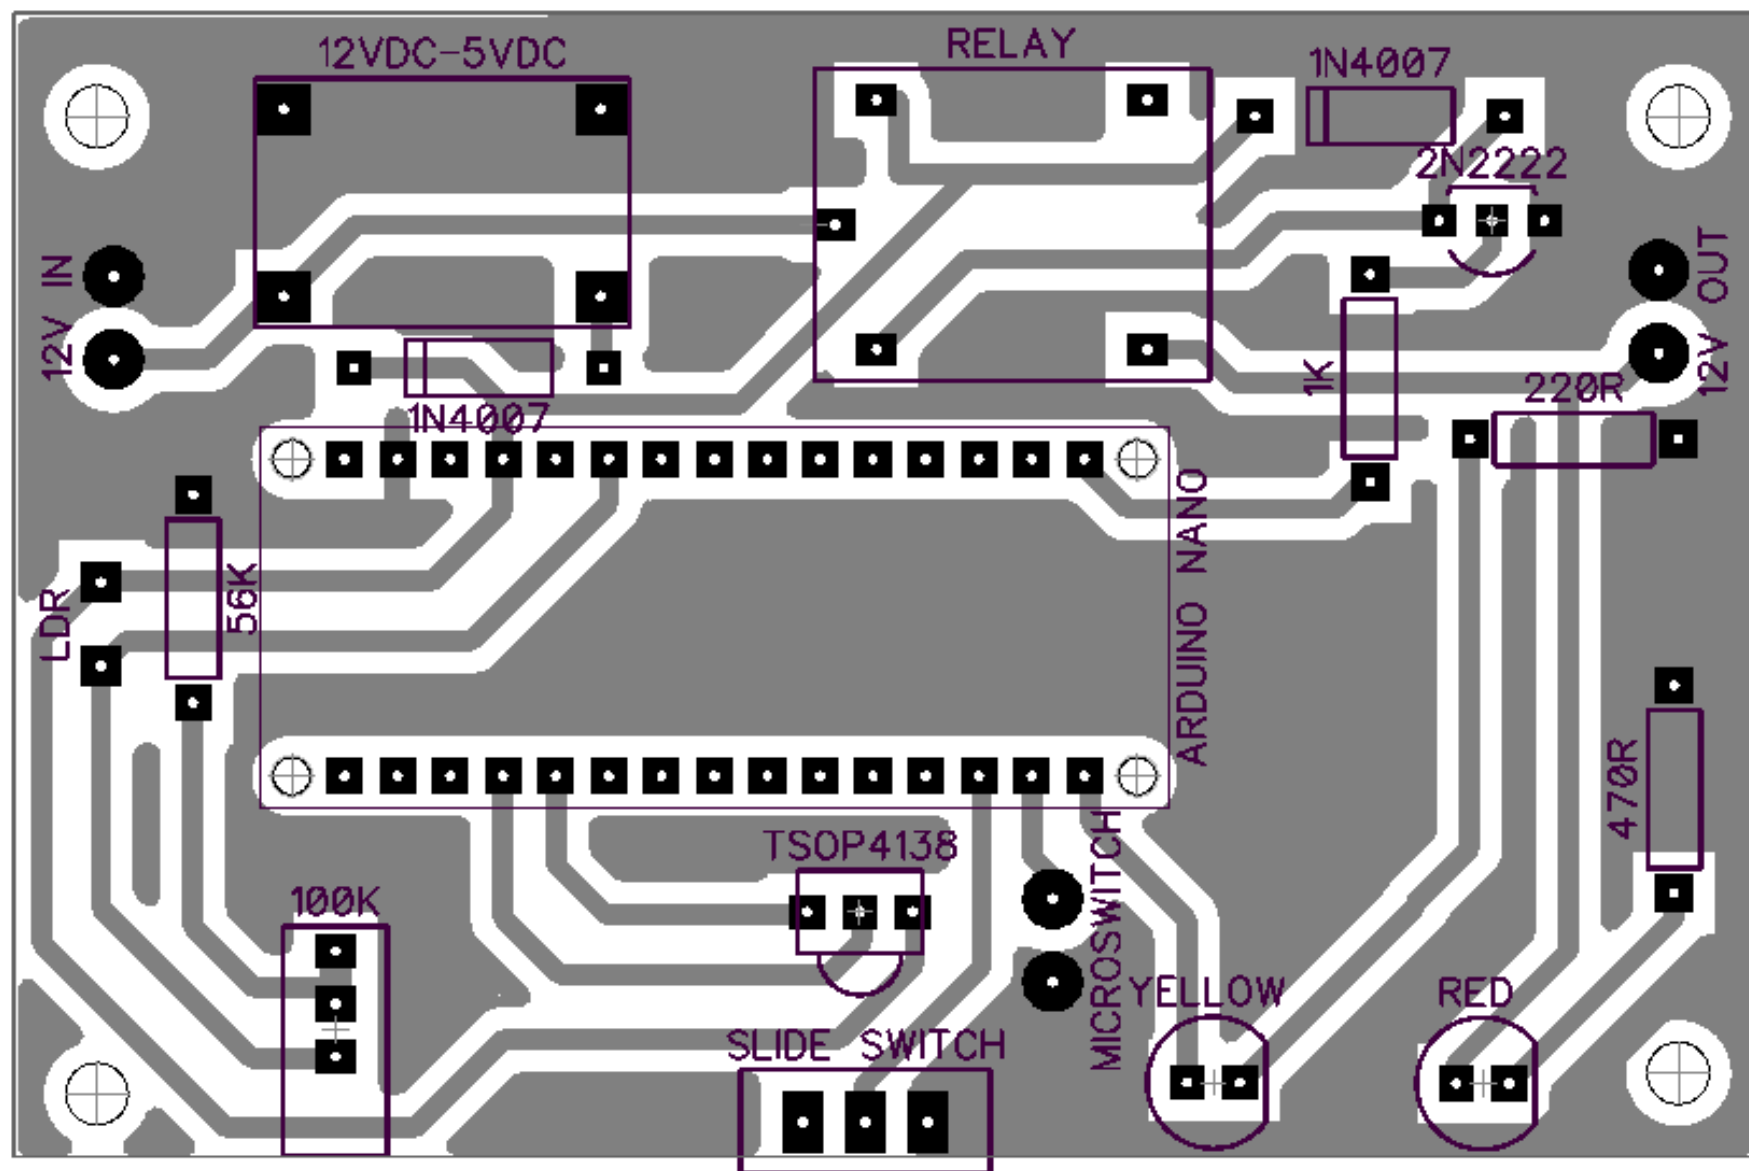 12VDC-5VDC
RELAY
1N4007
2N2222
12V IN
12V OUT
1N4007
1K
220R
ARDUINO NANO
LDR
56K
470R
TSOP4138
MICROSWITCH
100K
YELLOW
RED
SLIDE SWITCH